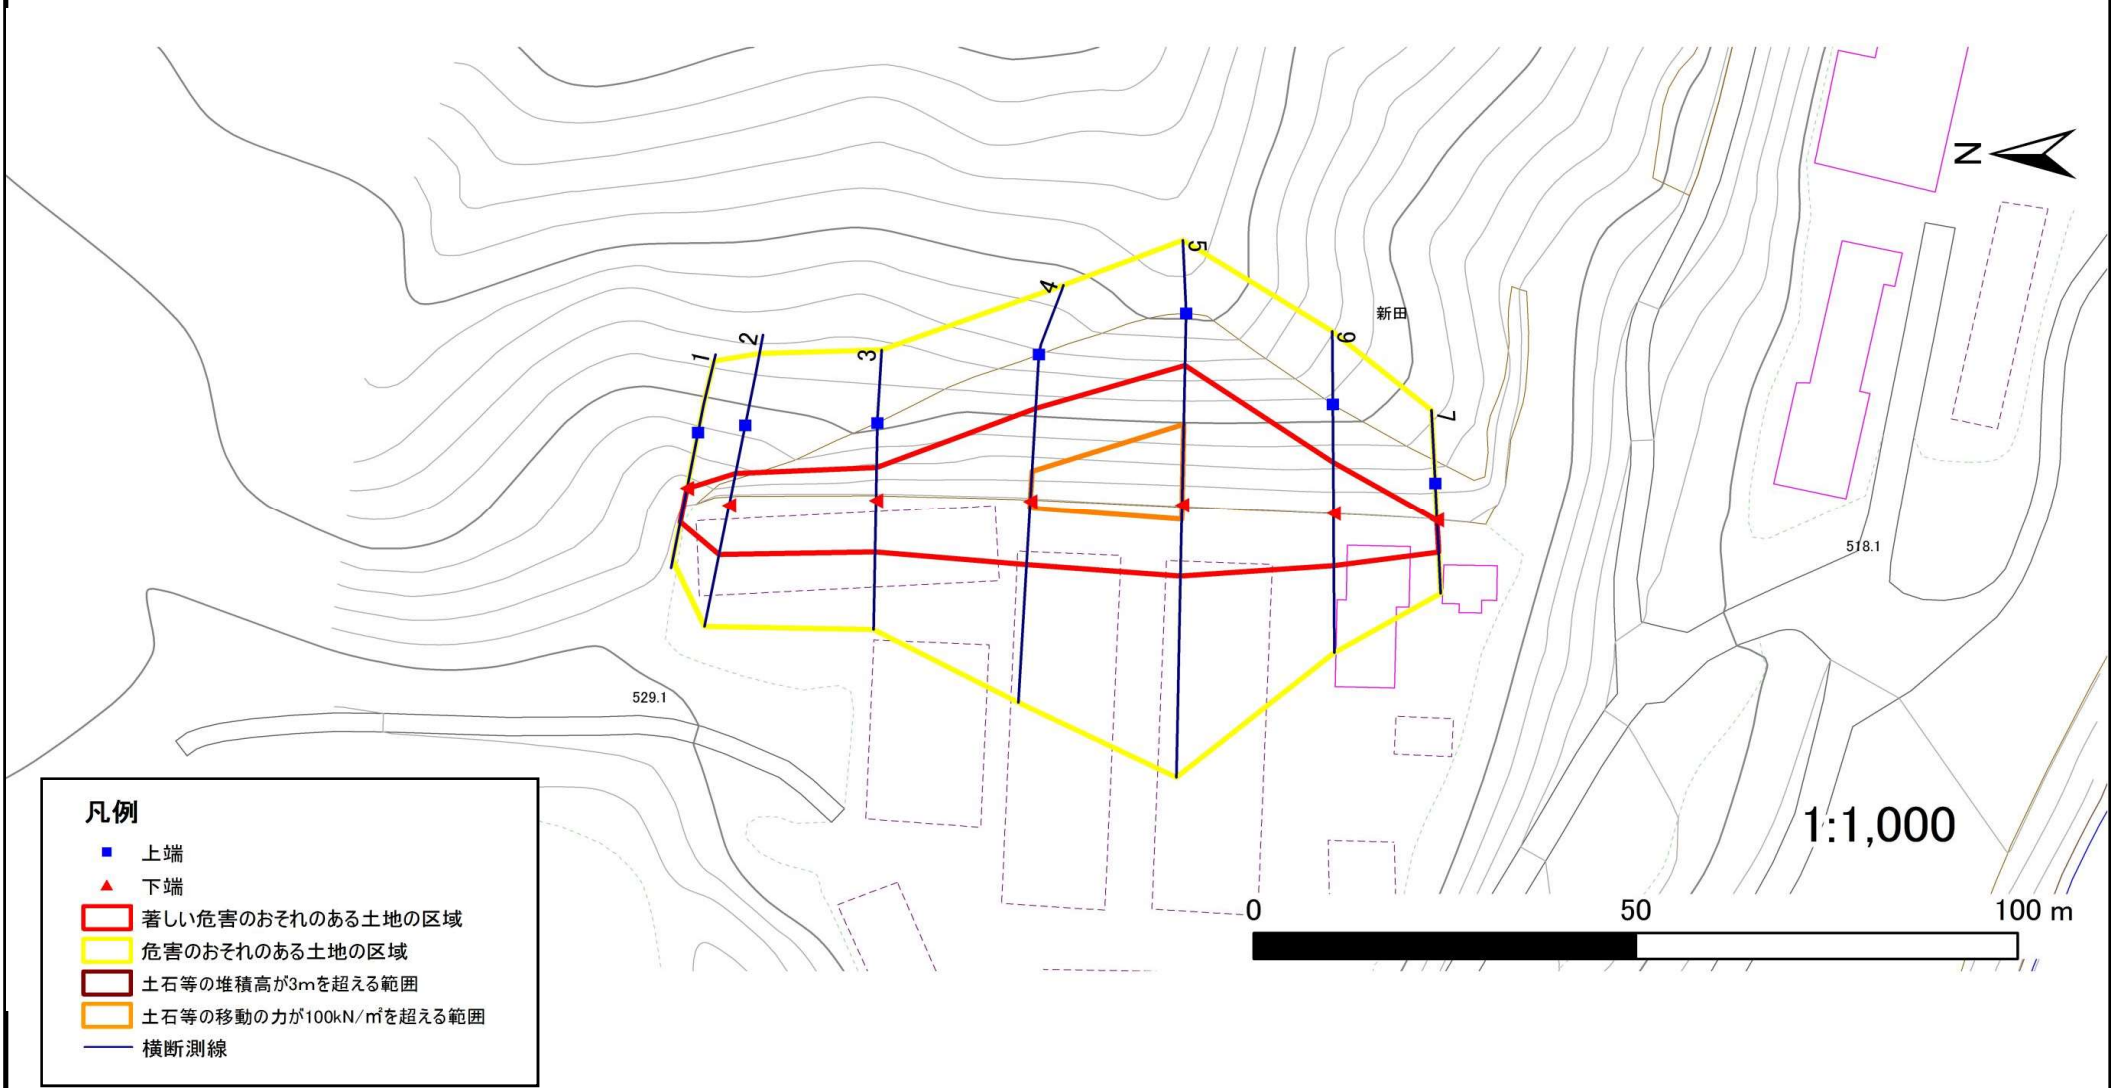 N
5
4
新田
6
2
1
3
7
518.1
529.1
1:1,000
0 50 100 m
凡例
上端
下端
著しい危害のおそれのある土地の区域
危害のおそれのある土地の区域
土石等の堆積高が3mを超える範囲
土石等の移動の力が100kN/㎡を超える範囲
横断測線